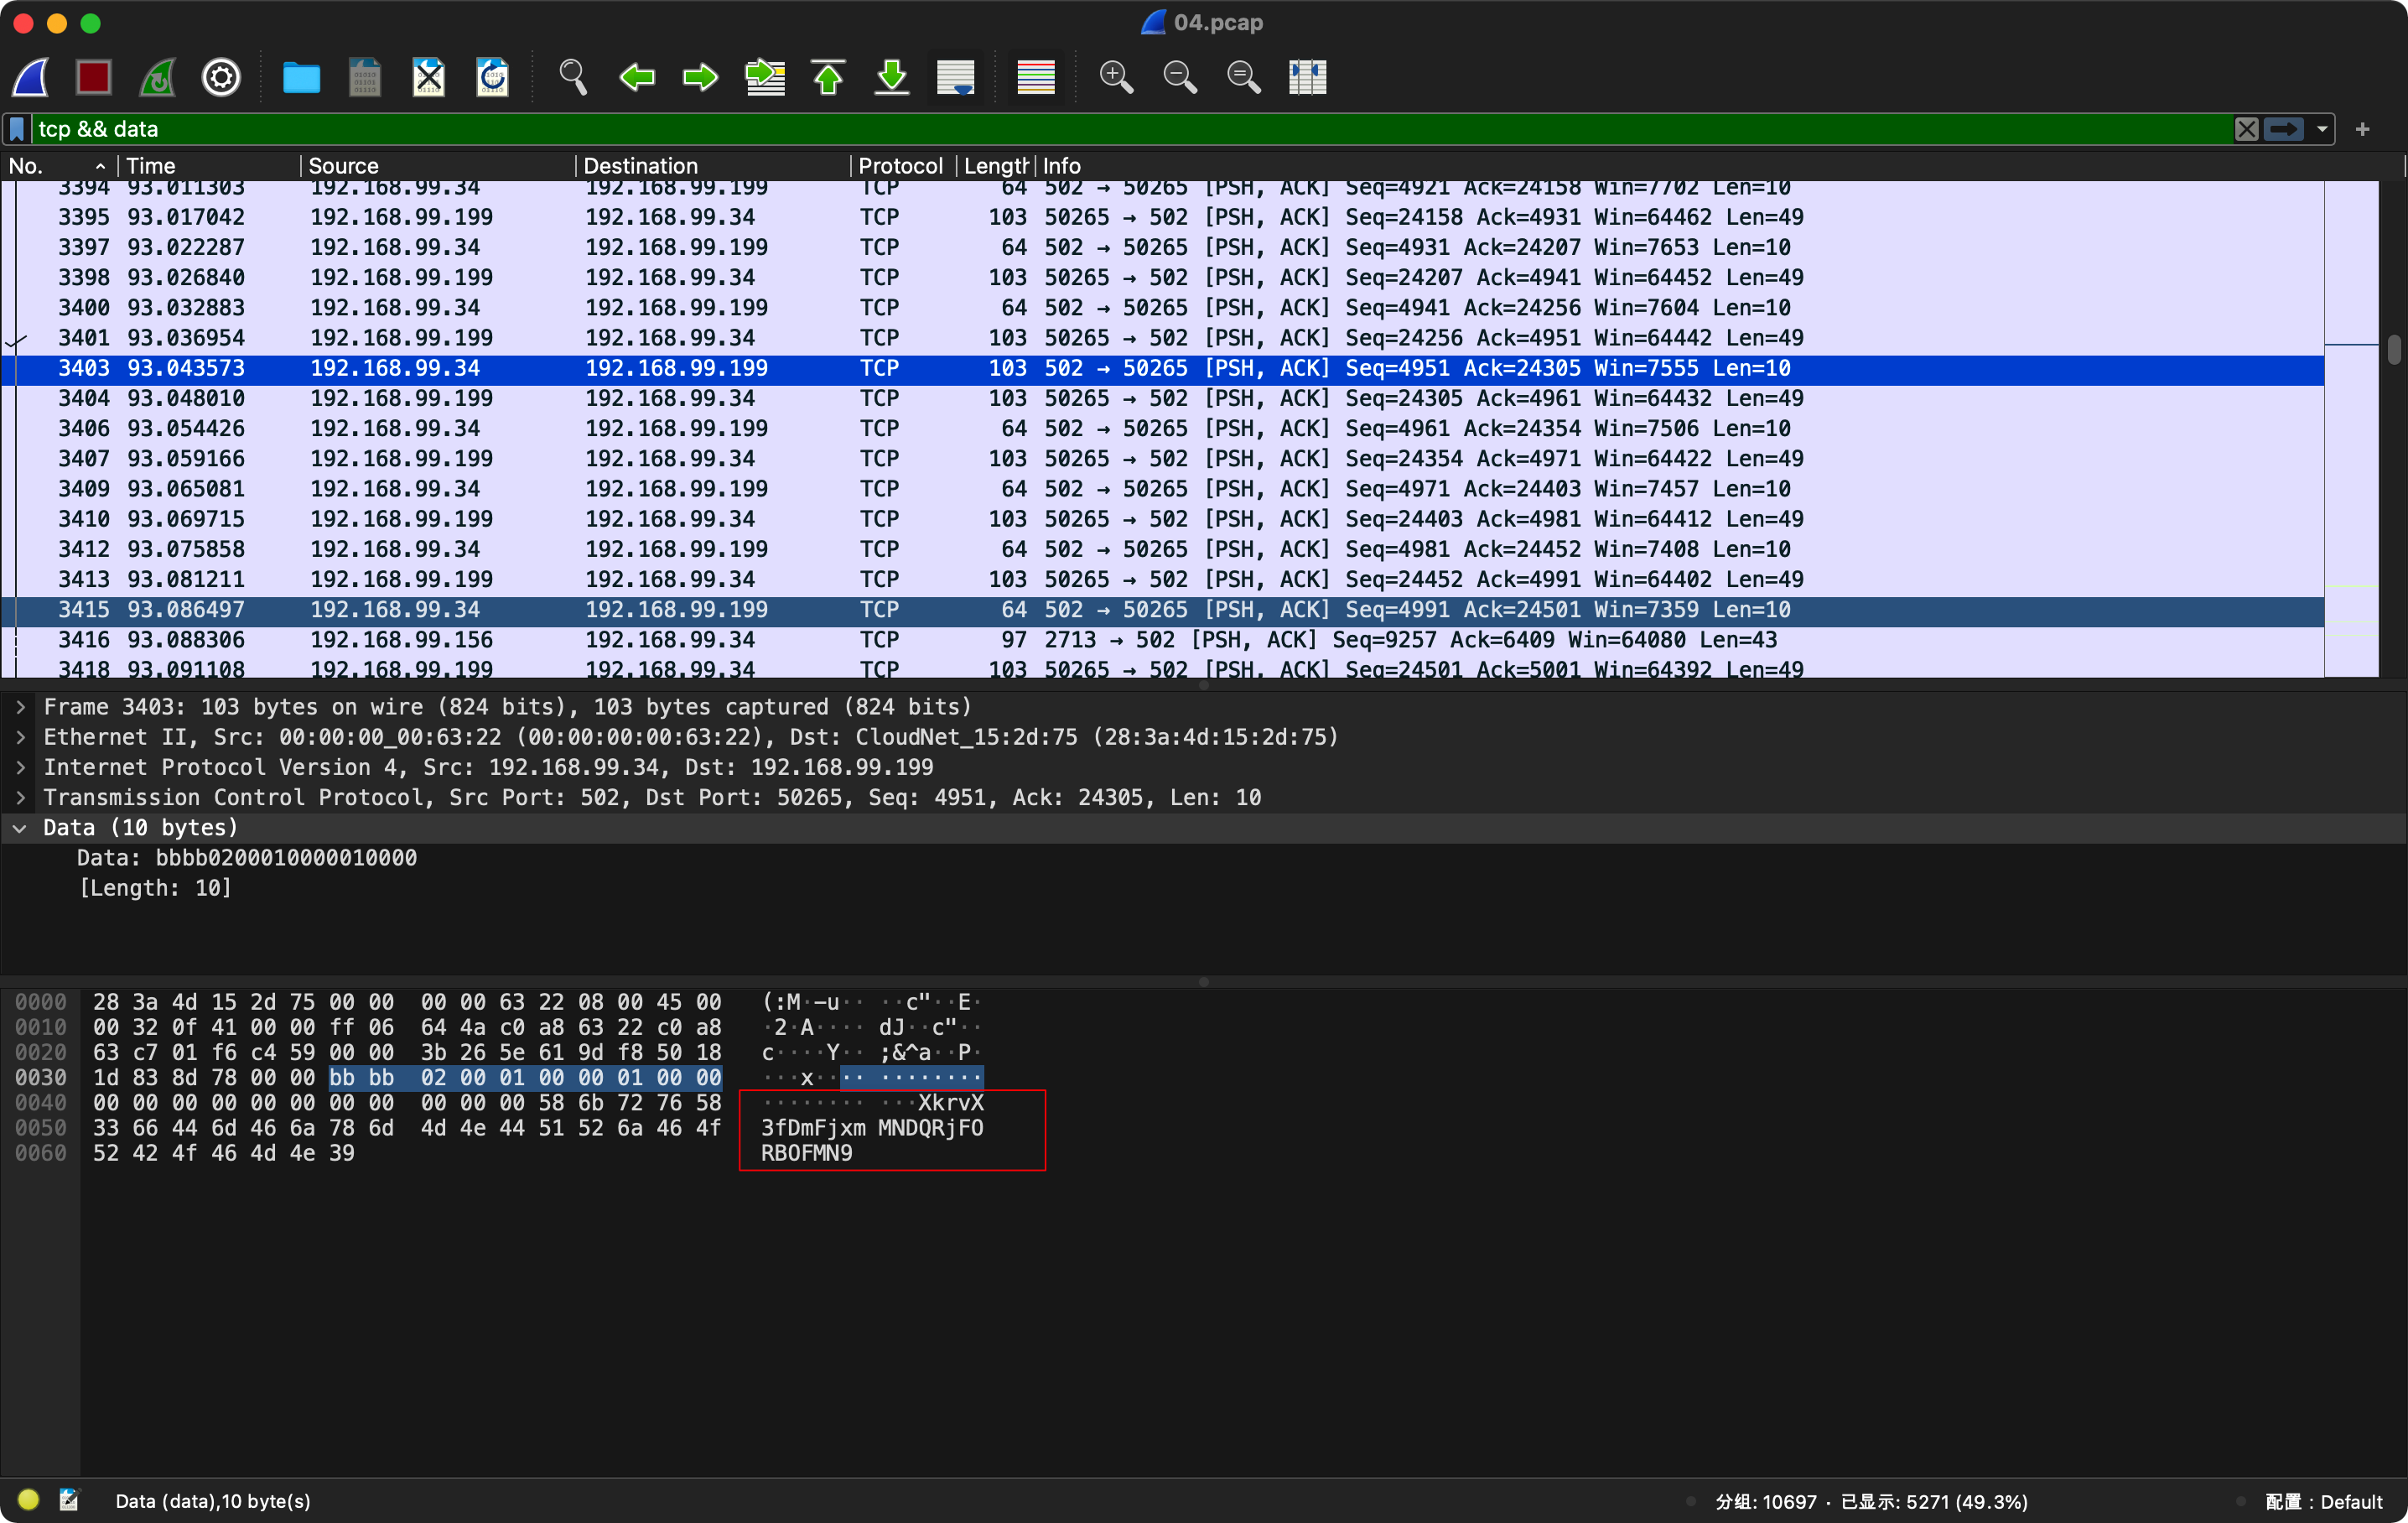 04.pcap
tcp && data
No. Time Source Destination Protocol Length Info
3394 93.011303 192.168.99.34 192.168.99.199 TCP 64 502 → 50265 [PSH, ACK] Seq=4921 Ack=24158 Win=7702 Len=10
3395 93.017042 192.168.99.199 192.168.99.34 TCP 103 50265 → 502 [PSH, ACK] Seq=24158 Ack=4931 Win=64462 Len=49
3397 93.022287 192.168.99.34 192.168.99.199 TCP 64 502 → 50265 [PSH, ACK] Seq=4931 Ack=24207 Win=7653 Len=10
3398 93.026840 192.168.99.199 192.168.99.34 TCP 103 50265 → 502 [PSH, ACK] Seq=24207 Ack=4941 Win=64452 Len=49
3400 93.032883 192.168.99.34 192.168.99.199 TCP 64 502 → 50265 [PSH, ACK] Seq=4941 Ack=24256 Win=7604 Len=10
3401 93.036954 192.168.99.199 192.168.99.34 TCP 103 50265 → 502 [PSH, ACK] Seq=24256 Ack=4951 Win=64442 Len=49
3403 93.043573 192.168.99.34 192.168.99.199 TCP 103 502 → 50265 [PSH, ACK] Seq=4951 Ack=24305 Win=7555 Len=10
3404 93.048010 192.168.99.199 192.168.99.34 TCP 103 50265 → 502 [PSH, ACK] Seq=24305 Ack=4961 Win=64432 Len=49
3406 93.054426 192.168.99.34 192.168.99.199 TCP 64 502 → 50265 [PSH, ACK] Seq=4961 Ack=24354 Win=7506 Len=10
3407 93.059166 192.168.99.199 192.168.99.34 TCP 103 50265 → 502 [PSH, ACK] Seq=24354 Ack=4971 Win=64422 Len=49
3409 93.065081 192.168.99.34 192.168.99.199 TCP 64 502 → 50265 [PSH, ACK] Seq=4971 Ack=24403 Win=7457 Len=10
3410 93.069715 192.168.99.199 192.168.99.34 TCP 103 50265 → 502 [PSH, ACK] Seq=24403 Ack=4981 Win=64412 Len=49
3412 93.075858 192.168.99.34 192.168.99.199 TCP 64 502 → 50265 [PSH, ACK] Seq=4981 Ack=24452 Win=7408 Len=10
3413 93.081211 192.168.99.199 192.168.99.34 TCP 103 50265 → 502 [PSH, ACK] Seq=24452 Ack=4991 Win=64402 Len=49
3415 93.086497 192.168.99.34 192.168.99.199 TCP 64 502 → 50265 [PSH, ACK] Seq=4991 Ack=24501 Win=7359 Len=10
3416 93.088306 192.168.99.156 192.168.99.34 TCP 97 2713 → 502 [PSH, ACK] Seq=9257 Ack=6409 Win=64080 Len=43
3418 93.091108 192.168.99.199 192.168.99.34 TCP 103 50265 → 502 [PSH, ACK] Seq=24501 Ack=5001 Win=64392 Len=49
Frame 3403: 103 bytes on wire (824 bits), 103 bytes captured (824 bits)
Ethernet II, Src: 00:00:00_00:63:22 (00:00:00:00:63:22), Dst: CloudNet_15:2d:75 (28:3a:4d:15:2d:75)
Internet Protocol Version 4, Src: 192.168.99.34, Dst: 192.168.99.199
Transmission Control Protocol, Src Port: 502, Dst Port: 50265, Seq: 4951, Ack: 24305, Len: 10
Data (10 bytes)
Data: bbbb0200010000010000
[Length: 10]
0000 28 3a 4d 15 2d 75 00 00 00 00 63 22 08 00 45 00 (:M·-u·· ··c"··E·
0010 00 32 0f 41 00 00 ff 06 64 4a c0 a8 63 22 c0 a8 ·2·A···· dJ··c"··
0020 63 c7 01 f6 c4 59 00 00 3b 26 5e 61 9d f8 50 18 c····Y·· ;&^a··P·
0030 1d 83 8d 78 00 00 bb bb 02 00 01 00 00 01 00 00 ···x···· ········
0040 00 00 00 00 00 00 00 00 00 00 00 58 6b 72 76 58 ········ ···XkrvX
0050 33 66 44 6d 46 6a 78 6d 4d 4e 44 51 52 6a 46 4f 3fDmFjxm MNDQRjFO
0060 52 42 4f 46 4d 4e 39 RBOFMN9
Data (data),10 byte(s)
分组: 10697 · 已显示: 5271 (49.3%)
配置：Default